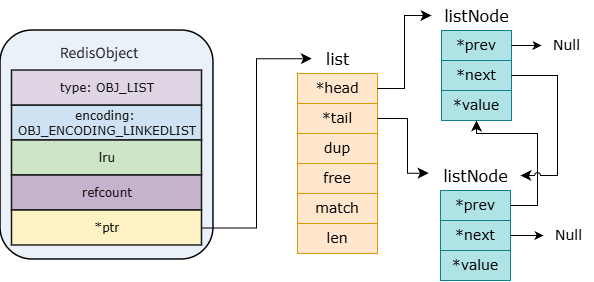 RedisObject
type: OBJ_LIST
encoding:
OBJ_ENCODING_LINKEDLIST
lru
refcount
*ptr
list
*head
*tail
dup
free
match
len
listNode
*prev
Null
*next
*value
listNode
*prev
*next
Null
*value